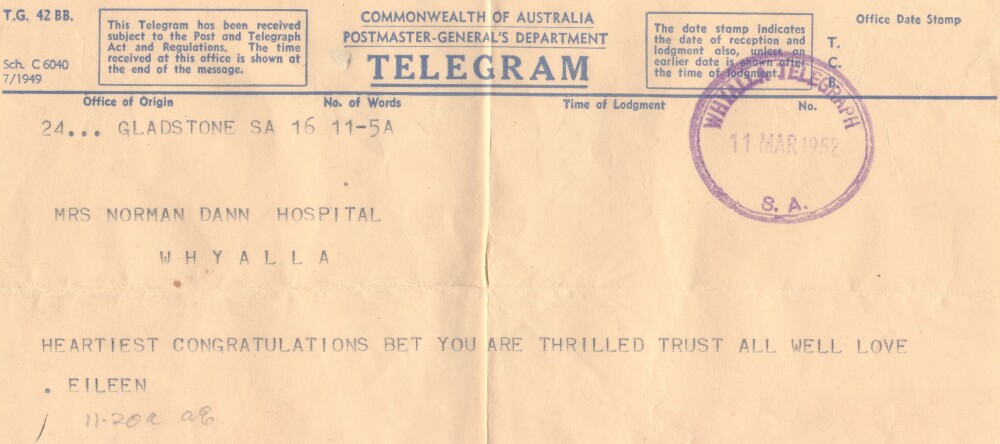 T.G. 42 BB.
Sch. C 6040
7/1949
This Telegram has been received
subject to the Post and Telegraph
Act and Regulations. The time
received at this office is shown at
the end of the message.
COMMONWEALTH OF AUSTRALIA
POSTMASTER-GENERAL'S DEPARTMENT
TELEGRAM
The date stamp indicates
the date of reception and
lodgment also, unless an
earlier date is shown after
the time of lodgment.
T.
C.
B.
Office Date Stamp
Office of Origin No. of Words Time of Lodgment No.
24... GLADSTONE SA 16 11-5A
WHYALLA TELEGRAPH
11 MAR 1952
S. A.
MRS NORMAN DANN HOSPITAL
WHYALLA
HEARTIEST CONGRATULATIONS BET YOU ARE THRILLED TRUST ALL WELL LOVE
. EILEEN
11-20a